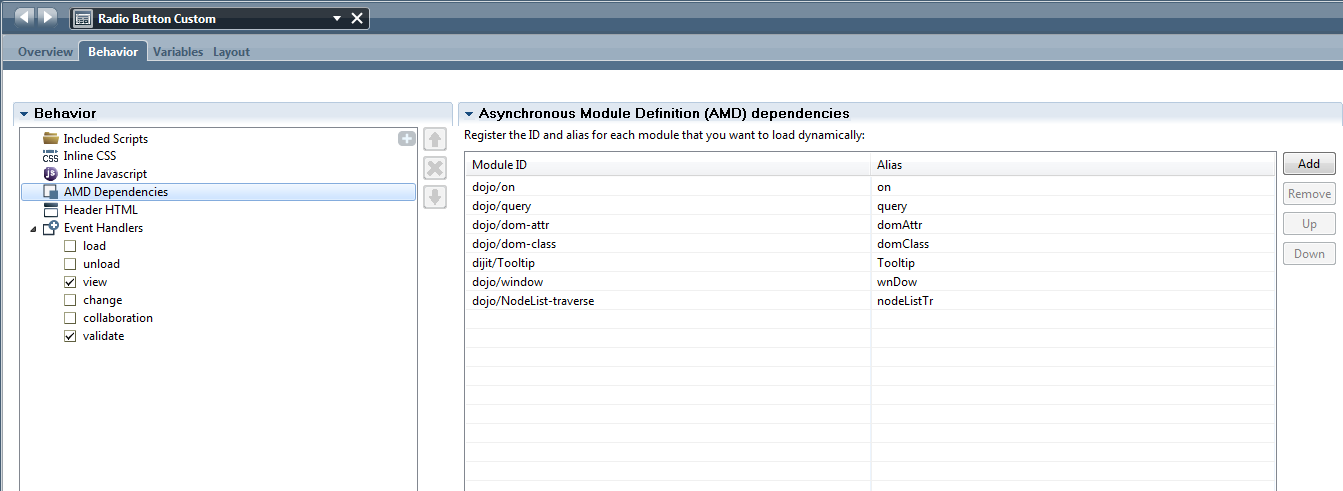 Radio Button Custom
Overview Behavior Variables Layout
Behavior
Included Scripts
CSS Inline CSS
JS Inline Javascript
AMD Dependencies
Header HTML
Event Handlers
load
unload
view
change
collaboration
validate
Asynchronous Module Definition (AMD) dependencies
Register the ID and alias for each module that you want to load dynamically:
Module ID Alias
dojo/on on
dojo/query query
dojo/dom-attr domAttr
dojo/dom-class domClass
dijit/Tooltip Tooltip
dojo/window wnDow
dojo/NodeList-traverse nodeListTr
Add
Remove
Up
Down